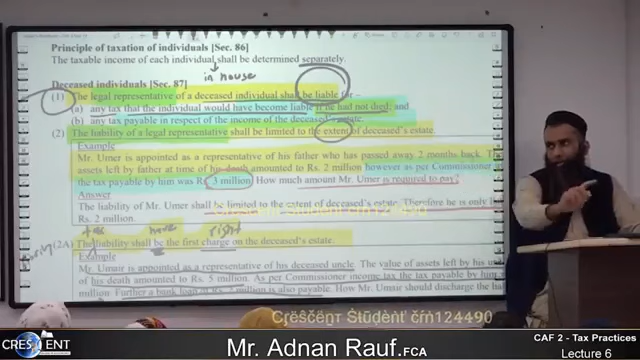 Principle of taxation of individuals [Sec. 86]
The taxable income of each individual shall be determined separately.
in house
Deceased individuals [Sec. 87]
(1) The legal representative of a deceased individual shall be liable for –
(a) any tax that the individual would have become liable if he had not died; and
(b) any tax payable in respect of the income of the deceased's estate.
(2) The liability of a legal representative shall be limited to the extent of deceased's estate.
Example
Mr. Umer is appointed as a representative of his father who has passed away 2 months back. The
assets left by father at time of his death amounted to Rs. 2 million however as per Commissioner
the tax payable by him was Rs. 3 million. How much amount Mr. Umer is required to pay?
Answer
The liability of Mr. Umer shall be limited to the extent of deceased's estate. Therefore he is only
Rs. 2 million.
tax have right
(2A) The liability shall be the first charge on the deceased's estate.
Example
Mr. Umair is appointed as a representative of his deceased uncle. The value of assets left by his un
his death amounted to Rs. 5 million. As per Commissioner income tax the tax payable by him
million. Further a bank loan of Rs. 2 million is also payable. How Mr. Umair should discharge the
Crëščënţ Štüdënt črñ124490
CRESCENT
Mr. Adnan Rauf.FCA
CAF 2 - Tax Practices
Lecture 6